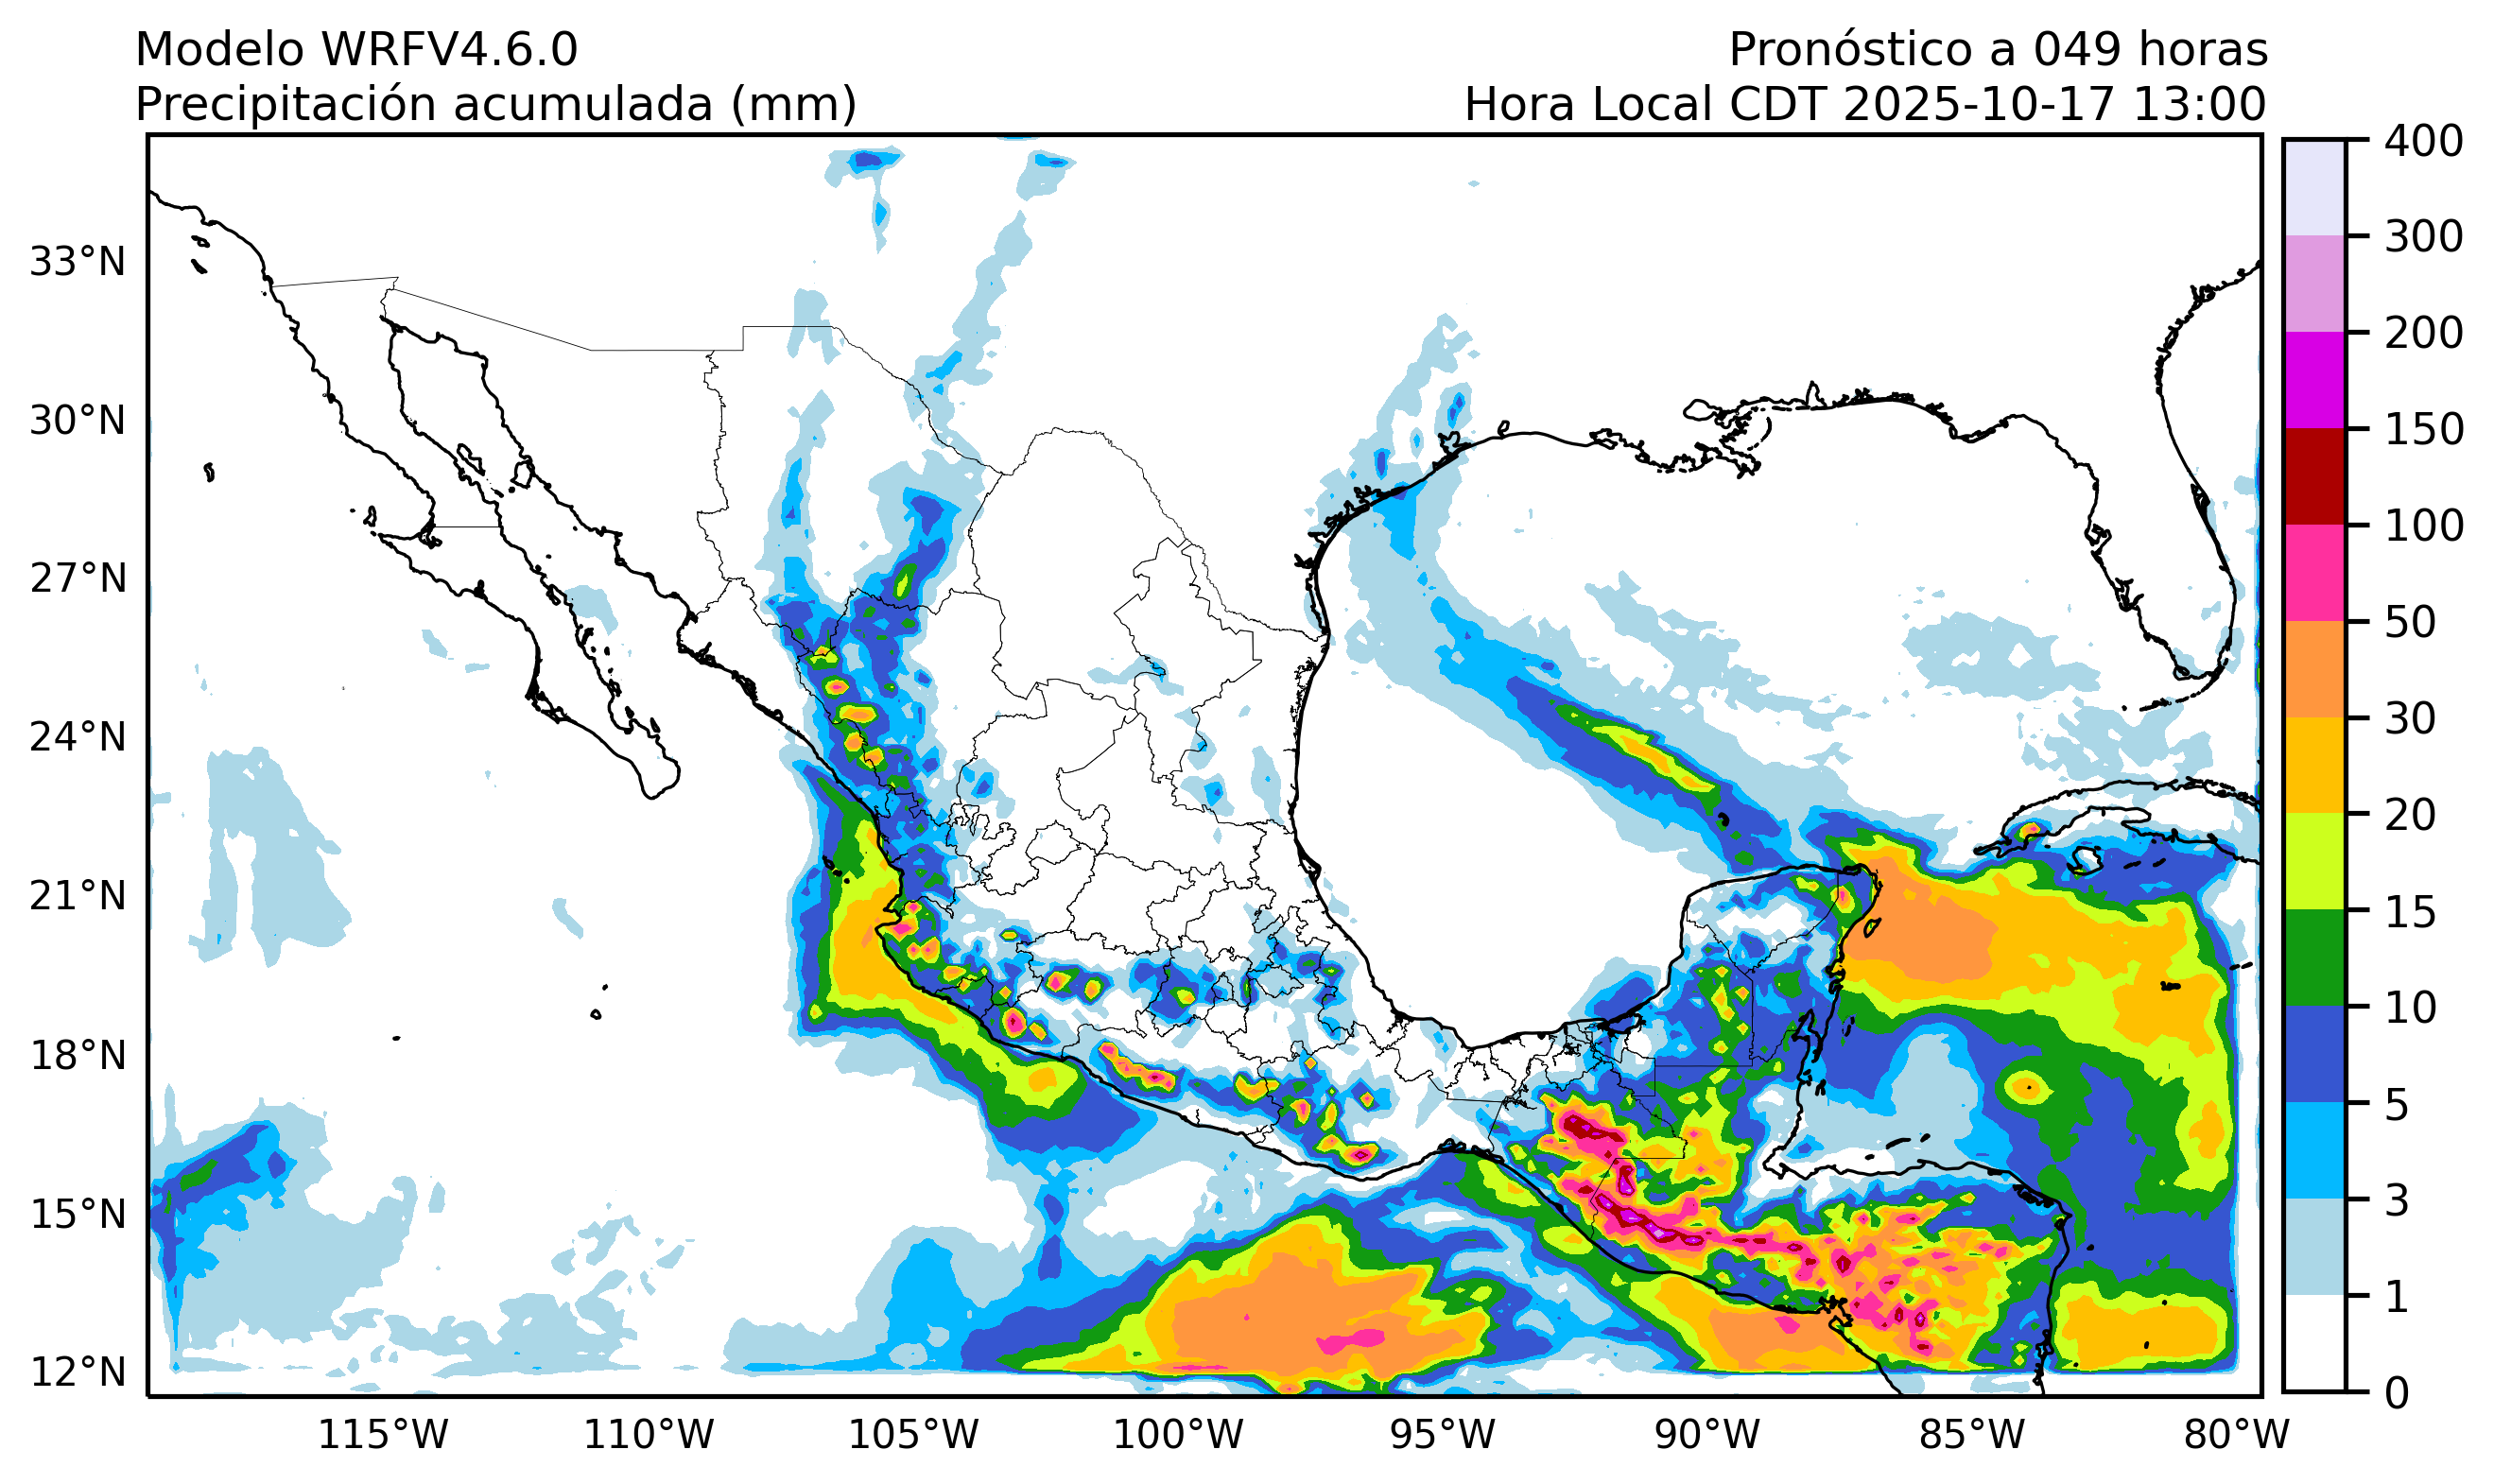 Modelo WRFV4.6.0
Pronóstico a 049 horas
Precipitación acumulada (mm)
Hora Local CDT 2025-10-17 13:00
400
300
200
150
100
50
30
20
15
10
5
3
1
0
33°N
30°N
27°N
24°N
21°N
18°N
15°N
12°N
115°W
110°W
105°W
100°W
95°W
90°W
85°W
80°W